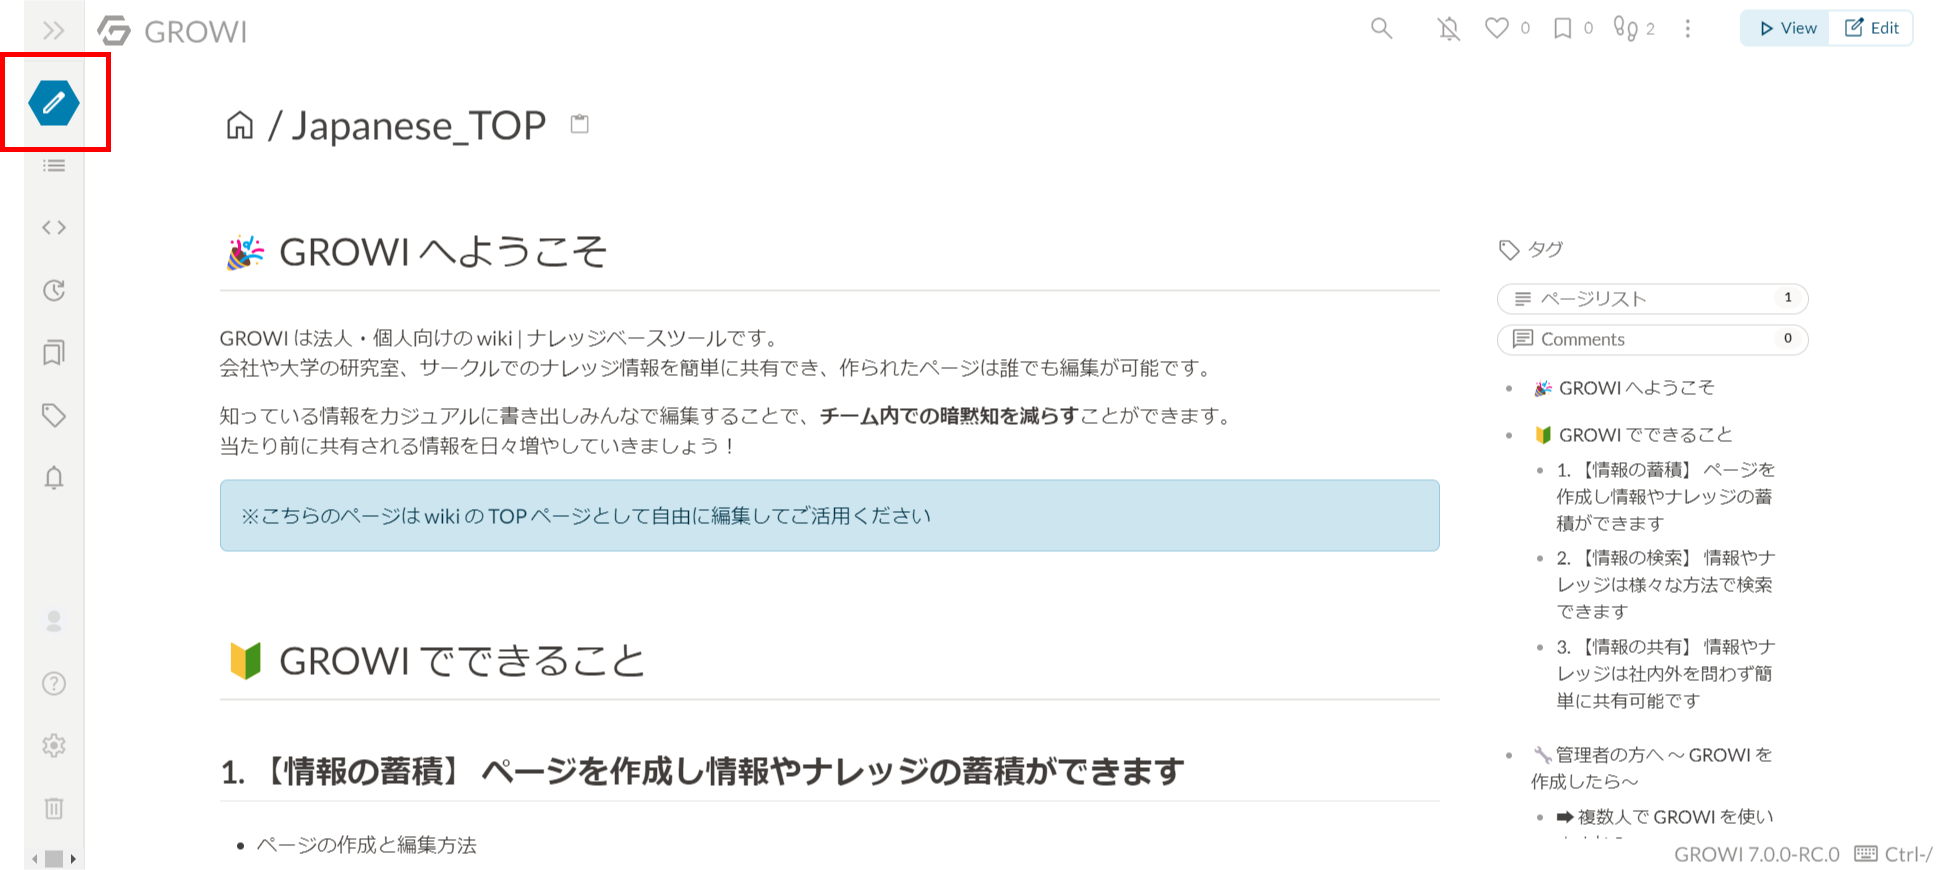 GROWI
0
0
2
View
Edit
/ Japanese_TOP
🎉 GROWI へようこそ
GROWI は法人・個人向けの wiki | ナレッジベースツールです。
会社や大学の研究室、サークルでのナレッジ情報を簡単に共有でき、作られたページは誰でも編集が可能です。
知っている情報をカジュアルに書き出しみんなで編集することで、チーム内での暗黙知を減らすことができます。
当たり前に共有される情報を日々増やしていきましょう！
※こちらのページは wiki の TOP ページとして自由に編集してご活用ください
🔰 GROWI でできること
1. 【情報の蓄積】 ページを作成し情報やナレッジの蓄積ができます
• ページの作成と編集方法
タグ
ページリスト 1
Comments 0
• 🎉 GROWI へようこそ
• 🔰 GROWI でできること
• 1. 【情報の蓄積】 ページを
作成し情報やナレッジの蓄
積ができます
• 2. 【情報の検索】 情報やナ
レッジは様々な方法で検索
できます
• 3. 【情報の共有】 情報やナ
レッジは社内外を問わず簡
単に共有可能です
• 🔧管理者の方へ 〜 GROWI を
作成したら〜
• ➡ 複数人で GROWI を使い
GROWI 7.0.0-RC.0 Ctrl-/